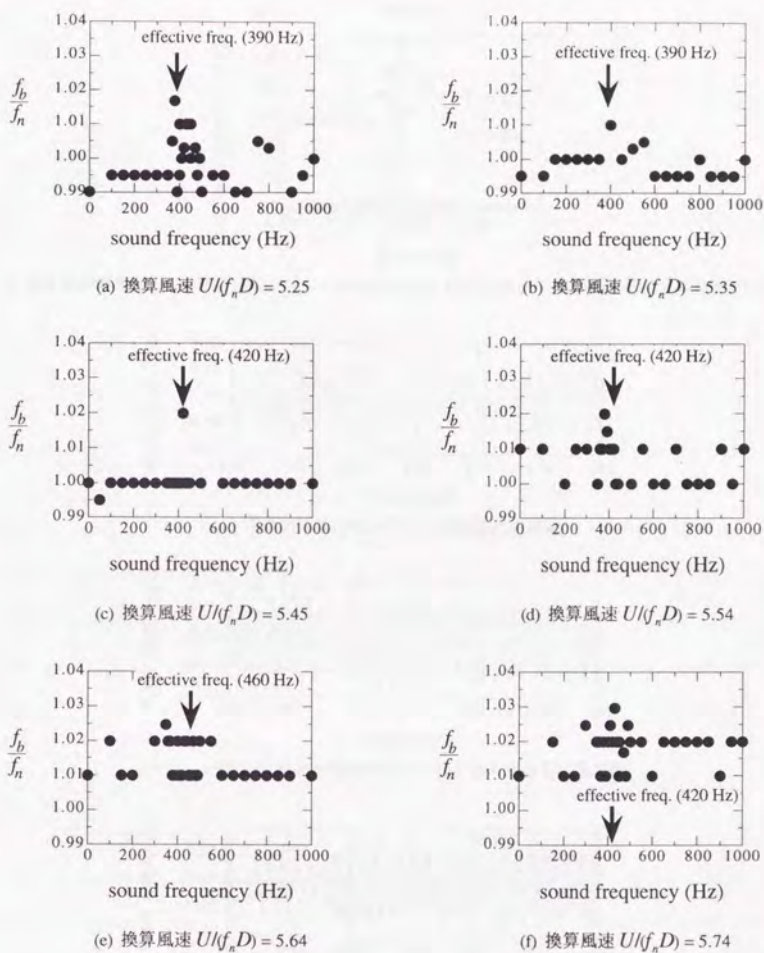 1.04
effective freq. (390 Hz)
1.03
1.02
f_b/f_n
1.01
1.00
0.99
0 200 400 600 800 1000
sound frequency (Hz)
(a) 換算風速 U/(f_nD) = 5.25
1.04
1.03
effective freq. (390 Hz)
1.02
f_b/f_n
1.01
1.00
0.99
0 200 400 600 800 1000
sound frequency (Hz)
(b) 換算風速 U/(f_nD) = 5.35
1.04
effective freq. (420 Hz)
1.03
1.02
f_b/f_n
1.01
1.00
0.99
0 200 400 600 800 1000
sound frequency (Hz)
(c) 換算風速 U/(f_nD) = 5.45
1.04
effective freq. (420 Hz)
1.03
1.02
f_b/f_n
1.01
1.00
0.99
0 200 400 600 800 1000
sound frequency (Hz)
(d) 換算風速 U/(f_nD) = 5.54
1.04
effective freq. (460 Hz)
1.03
1.02
f_b/f_n
1.01
1.00
0.99
0 200 400 600 800 1000
sound frequency (Hz)
(e) 換算風速 U/(f_nD) = 5.64
1.04
1.03
1.02
f_b/f_n
1.01
effective freq. (420 Hz)
1.00
0.99
0 200 400 600 800 1000
sound frequency (Hz)
(f) 換算風速 U/(f_nD) = 5.74